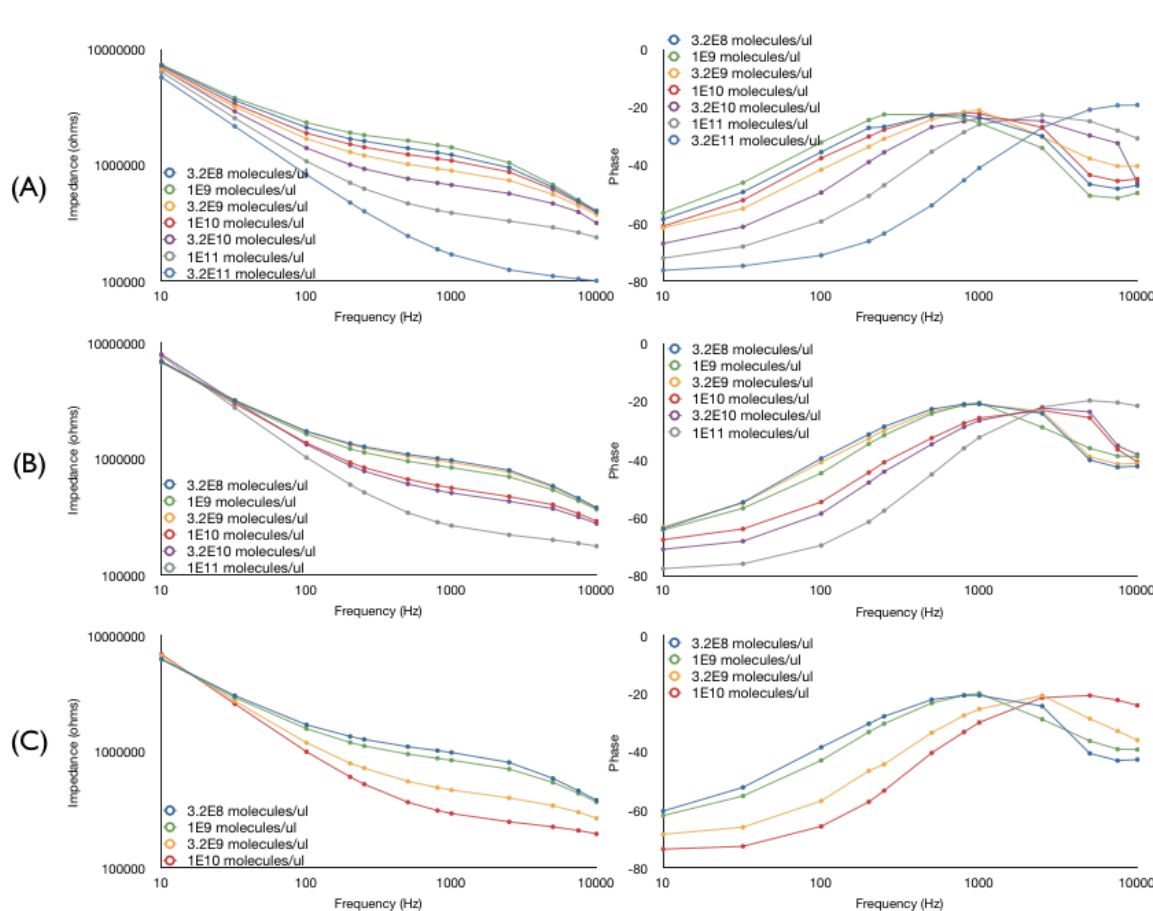 (A)
Impedance (ohms)
10000000
1000000
100000
3.2E8 molecules/ul
1E9 molecules/ul
3.2E9 molecules/ul
1E10 molecules/ul
3.2E10 molecules/ul
1E11 molecules/ul
3.2E11 molecules/ul
10 100 1000 10000
Frequency (Hz)
Phase
0
-20
-40
-60
-80
3.2E8 molecules/ul
1E9 molecules/ul
3.2E9 molecules/ul
1E10 molecules/ul
3.2E10 molecules/ul
1E11 molecules/ul
3.2E11 molecules/ul
10 100 1000 10000
Frequency (Hz)
(B)
Impedance (ohms)
10000000
1000000
100000
3.2E8 molecules/ul
1E9 molecules/ul
3.2E9 molecules/ul
1E10 molecules/ul
3.2E10 molecules/ul
1E11 molecules/ul
10 100 1000 10000
Frequency (Hz)
Phase
0
-20
-40
-60
-80
3.2E8 molecules/ul
1E9 molecules/ul
3.2E9 molecules/ul
1E10 molecules/ul
3.2E10 molecules/ul
1E11 molecules/ul
10 100 1000 10000
Frequency (Hz)
(C)
Impedance (ohms)
10000000
1000000
100000
3.2E8 molecules/ul
1E9 molecules/ul
3.2E9 molecules/ul
1E10 molecules/ul
10 100 1000 10000
Frequency (Hz)
Phase
0
-20
-40
-60
-80
3.2E8 molecules/ul
1E9 molecules/ul
3.2E9 molecules/ul
1E10 molecules/ul
10 100 1000 10000
Frequency (Hz)